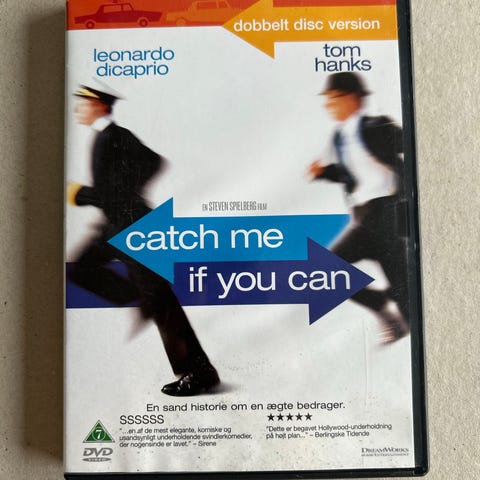 dobbelt disc version
leonardo
dicaprio
tom
hanks
EN STEVEN SPIELBERG FILM
catch me
if you can
En sand historie om en ægte bedrager.
SSSSSS
★★★★★
"...en af de mest elegante, komiske og
usandsynligt underholdende svindlerkomedier,
der nogensinde er lavet." – Sirene
"Dette er begavet Hollywood-underholdning
på højt plan..." – Berlingske Tidende
7
DVD
VIDEO
DREAMWORKS